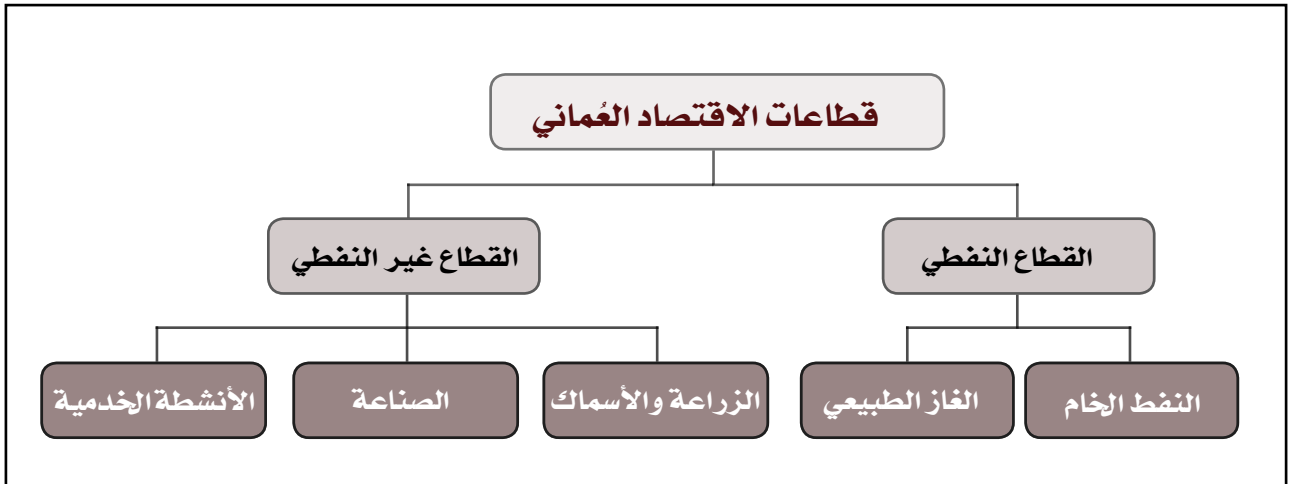 قطاعات الاقتصاد العُماني
القطاع النفطي
القطاع غير النفطي
النفط الخام
الغاز الطبيعي
الزراعة والأسماك
الصناعة
الأنشطة الخدمية